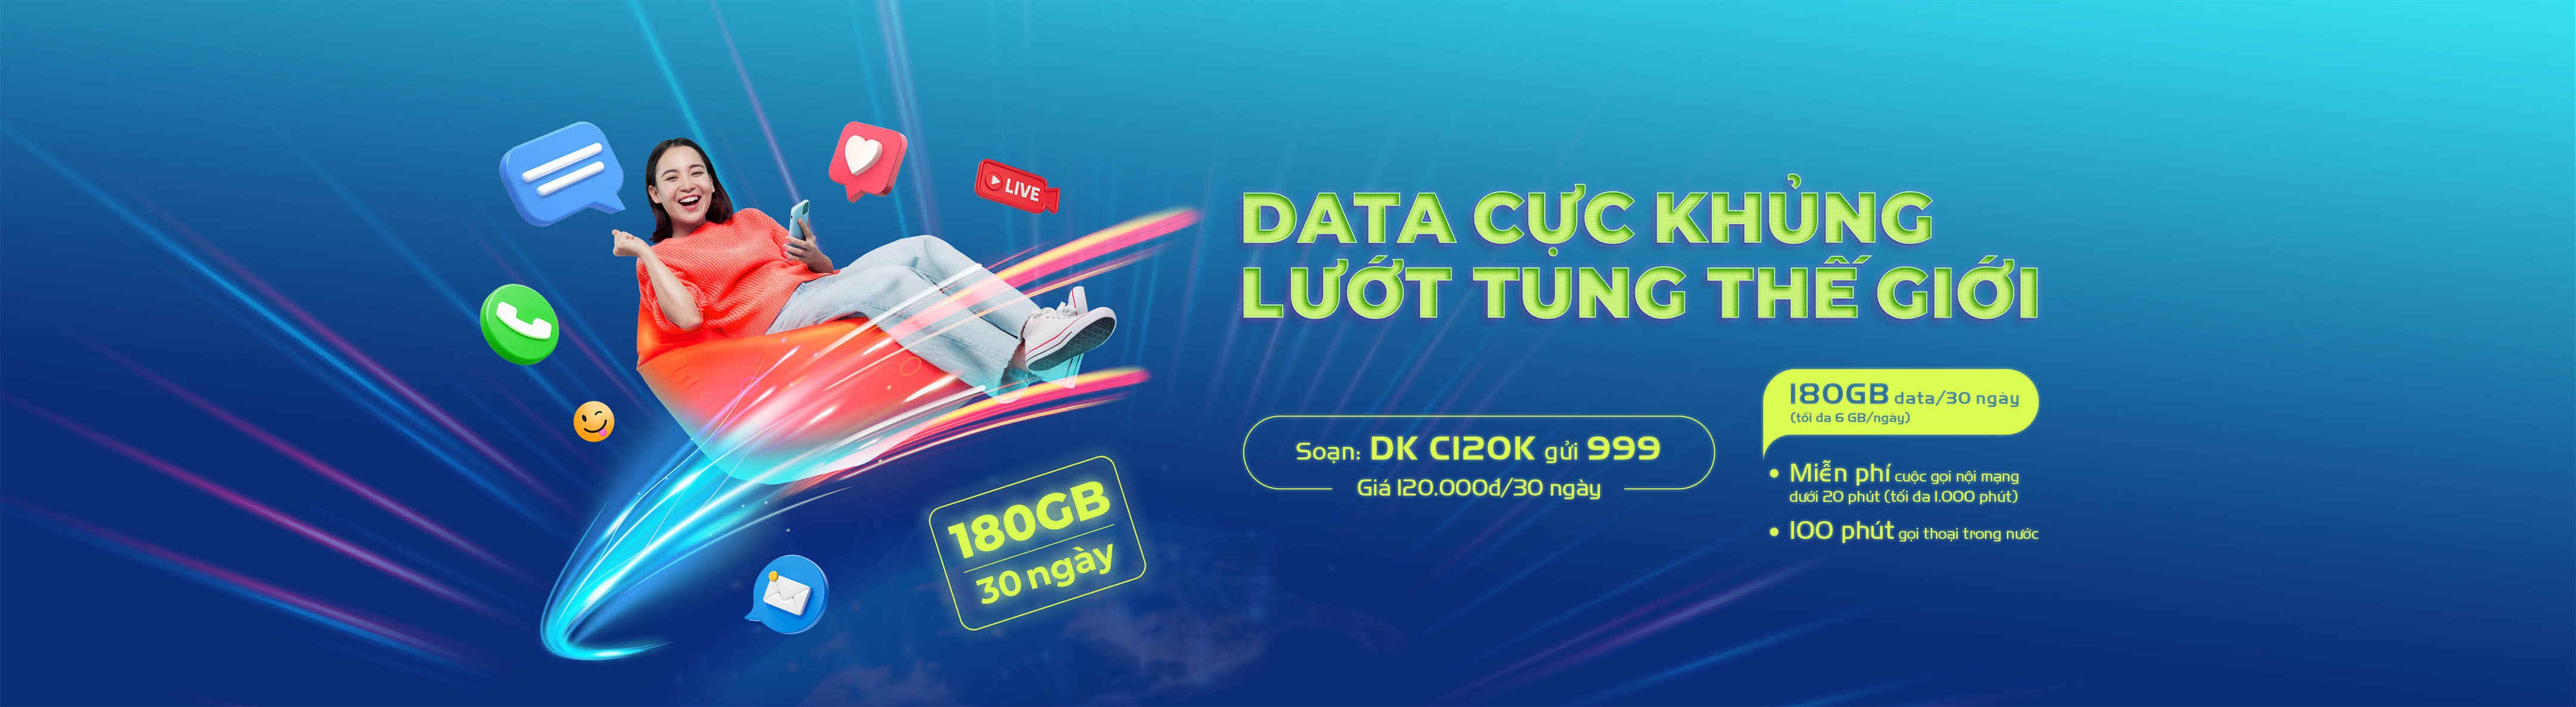 LIVE
DATA CỰC KHỦNG
LƯỚT TUNG THẾ GIỚI
180GB
30 ngày
Soạn: DK C120K gửi 999
Giá 120.000đ/30 ngày
180GB data/30 ngày
(tối đa 6 GB/ngày)
• Miễn phí cuộc gọi nội mạng
dưới 20 phút (tối đa 1.000 phút)
• 100 phút gọi thoại trong nước